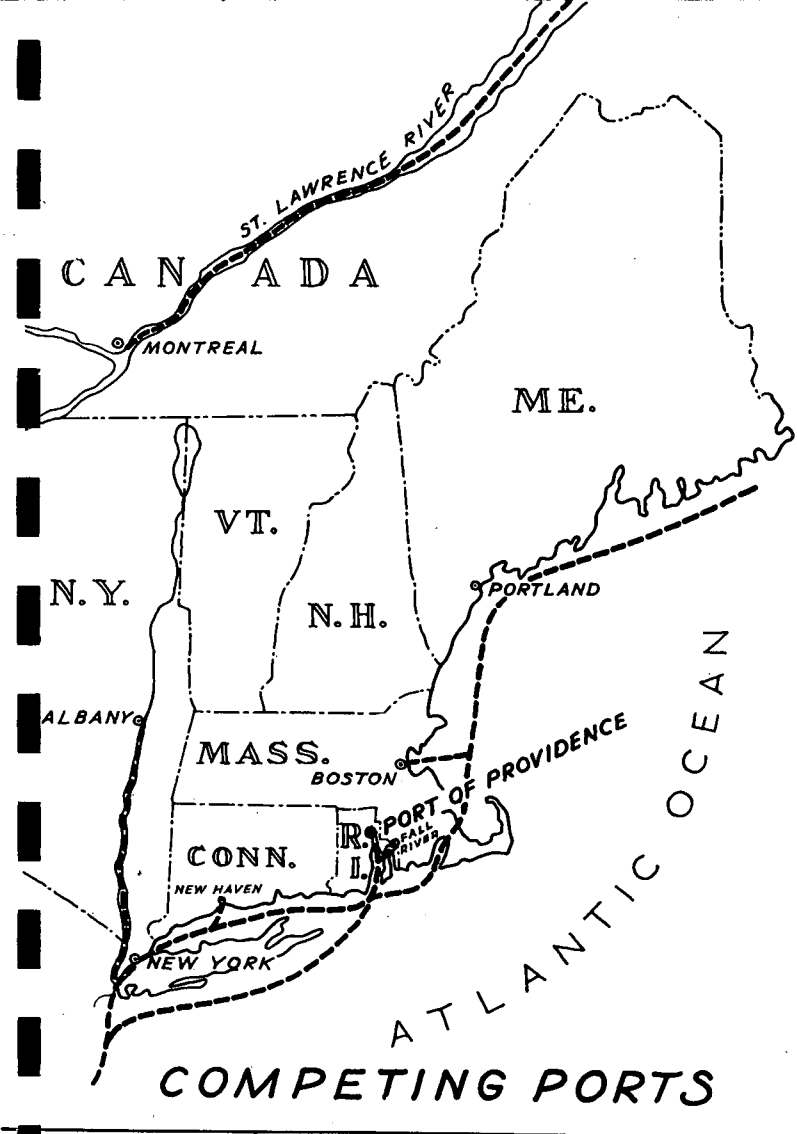 ST. LAWRENCE RIVER
CANADA
MONTREAL
ME.
VT.
N.Y.
N.H.
PORTLAND
ALBANY
MASS.
BOSTON
PORT OF PROVIDENCE
R.
I.
FALL
RIVER
CONN.
NEW HAVEN
NEW YORK
ATLANTIC OCEAN
COMPETING PORTS